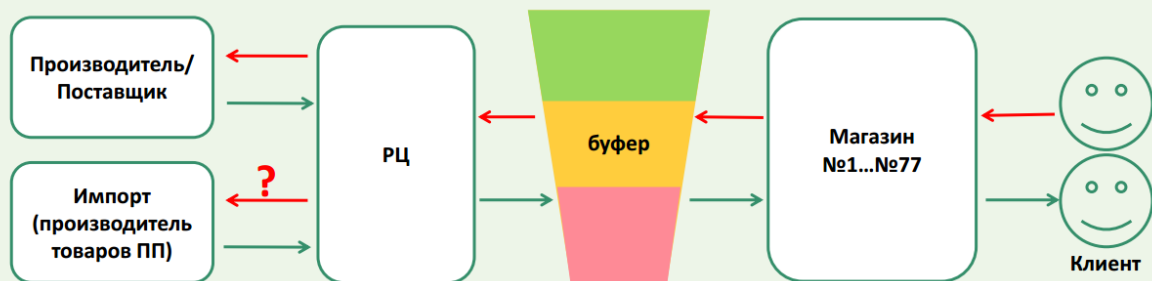 Производитель/
Поставщик
Импорт
(производитель
товаров ПП)
?
РЦ
буфер
Магазин
№1...№77
Клиент